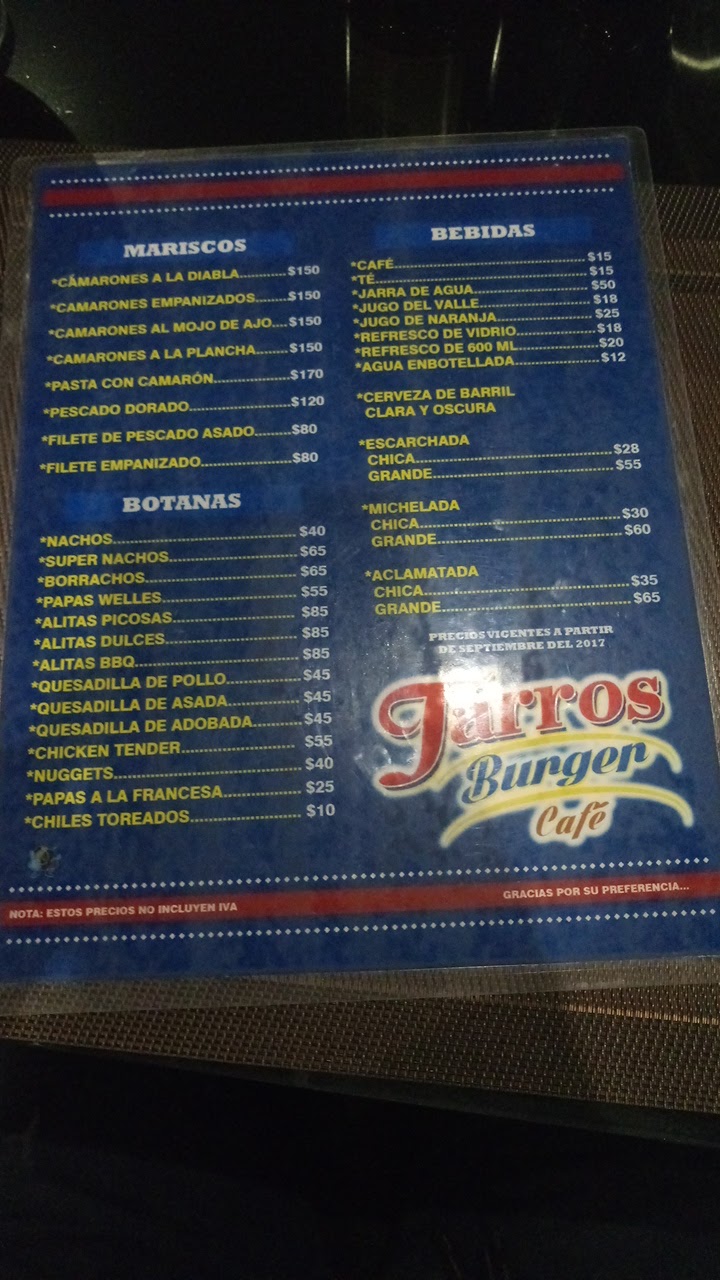 MARISCOS
*CAMARONES A LA DIABLA...........$150
*CAMARONES EMPANIZADOS.......$150
*CAMARONES AL MOJO DE AJO....$150
*CAMARONES A LA PLANCHA.......$150
*PASTA CON CAMARÓN..................$170
*PESCADO DORADO........................$120
*FILETE DE PESCADO ASADO........$80
*FILETE EMPANIZADO.....................$80
BOTANAS
*NACHOS........................................$40
*SUPER NACHOS............................$65
*BORRACHOS.................................$65
*PAPAS WELLES..............................$55
*ALITAS PICOSAS...........................$85
*ALITAS DULCES.............................$85
*ALITAS BBQ...................................$85
*QUESADILLA DE POLLO................$45
*QUESADILLA DE ASADA................$45
*QUESADILLA DE ADOBADA...........$45
*CHICKEN TENDER.........................$55
*NUGGETS......................................$40
*PAPAS A LA FRANCESA.................$25
*CHILES TOREADOS........................$10
BEBIDAS
*CAFÉ..............................................$15
*TÉ...................................................$15
*JARRA DE AGUA............................$50
*JUGO DEL VALLE...........................$18
*JUGO DE NARANJA.......................$25
*REFRESCO DE VIDRIO...................$18
*REFRESCO DE 600 ML...................$20
*AGUA ENBOTELLADA....................$12
*CERVEZA DE BARRIL
CLARA Y OSCURA
*ESCARCHADA
CHICA..............................................$28
GRANDE..........................................$55
*MICHELADA
CHICA..............................................$30
GRANDE..........................................$60
*ACLAMATADA
CHICA..............................................$35
GRANDE..........................................$65
PRECIOS VIGENTES A PARTIR
DE SEPTIEMBRE DEL 2017
Tarros
Burger
Café
NOTA: ESTOS PRECIOS NO INCLUYEN IVA
GRACIAS POR SU PREFERENCIA...